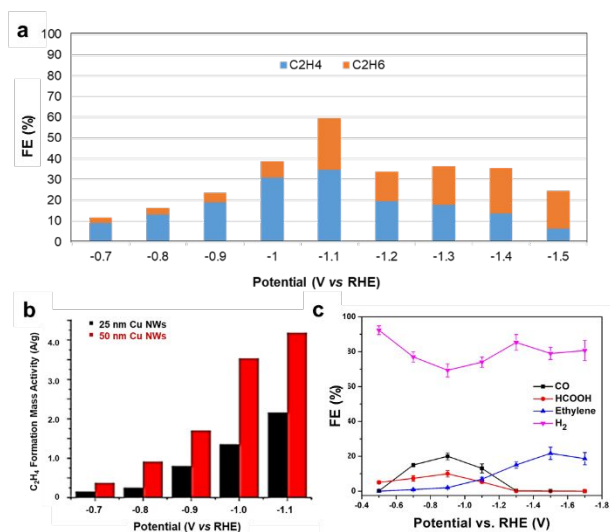 a
100
90
80
70
60
50
40
30
20
10
0
FE (%)
C2H4 C2H6
-0.7 -0.8 -0.9 -1 -1.1 -1.2 -1.3 -1.4 -1.5
Potential (V vs RHE)
b
25 nm Cu NWs
50 nm Cu NWs
4.0
3.0
2.0
1.0
0.0
C₂H₄ Formation Mass Activity (A/g)
-0.7 -0.8 -0.9 -1.0 -1.1
Potential (V vs RHE)
c
100
80
60
40
20
0
FE (%)
CO
HCOOH
Ethylene
H₂
-0.4 -0.6 -0.8 -1.0 -1.2 -1.4 -1.6 -1.8
Potential vs. RHE (V)